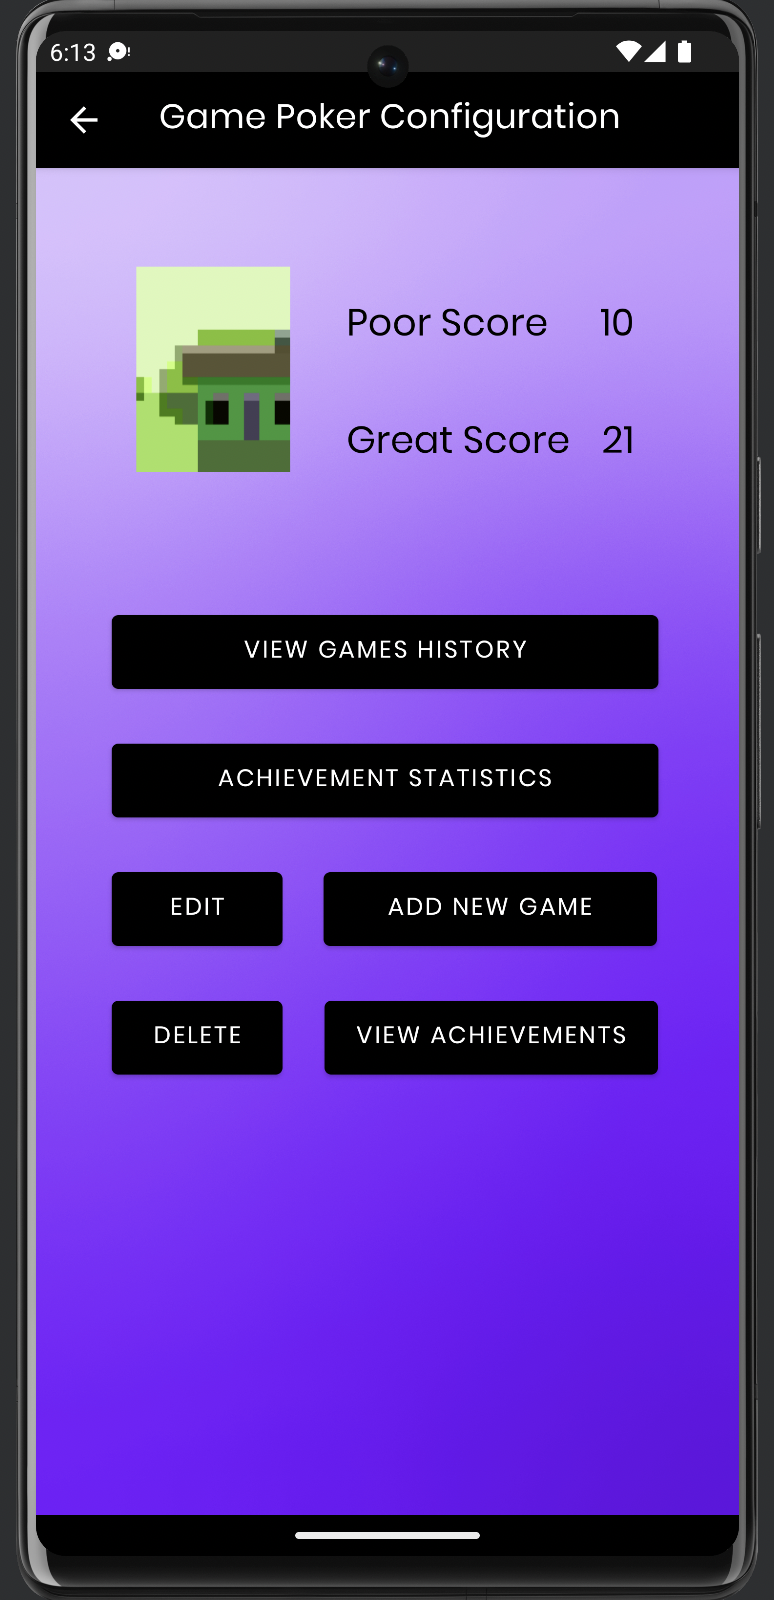 6:13
Game Poker Configuration
Poor Score 10
Great Score 21
VIEW GAMES HISTORY
ACHIEVEMENT STATISTICS
EDIT ADD NEW GAME
DELETE VIEW ACHIEVEMENTS